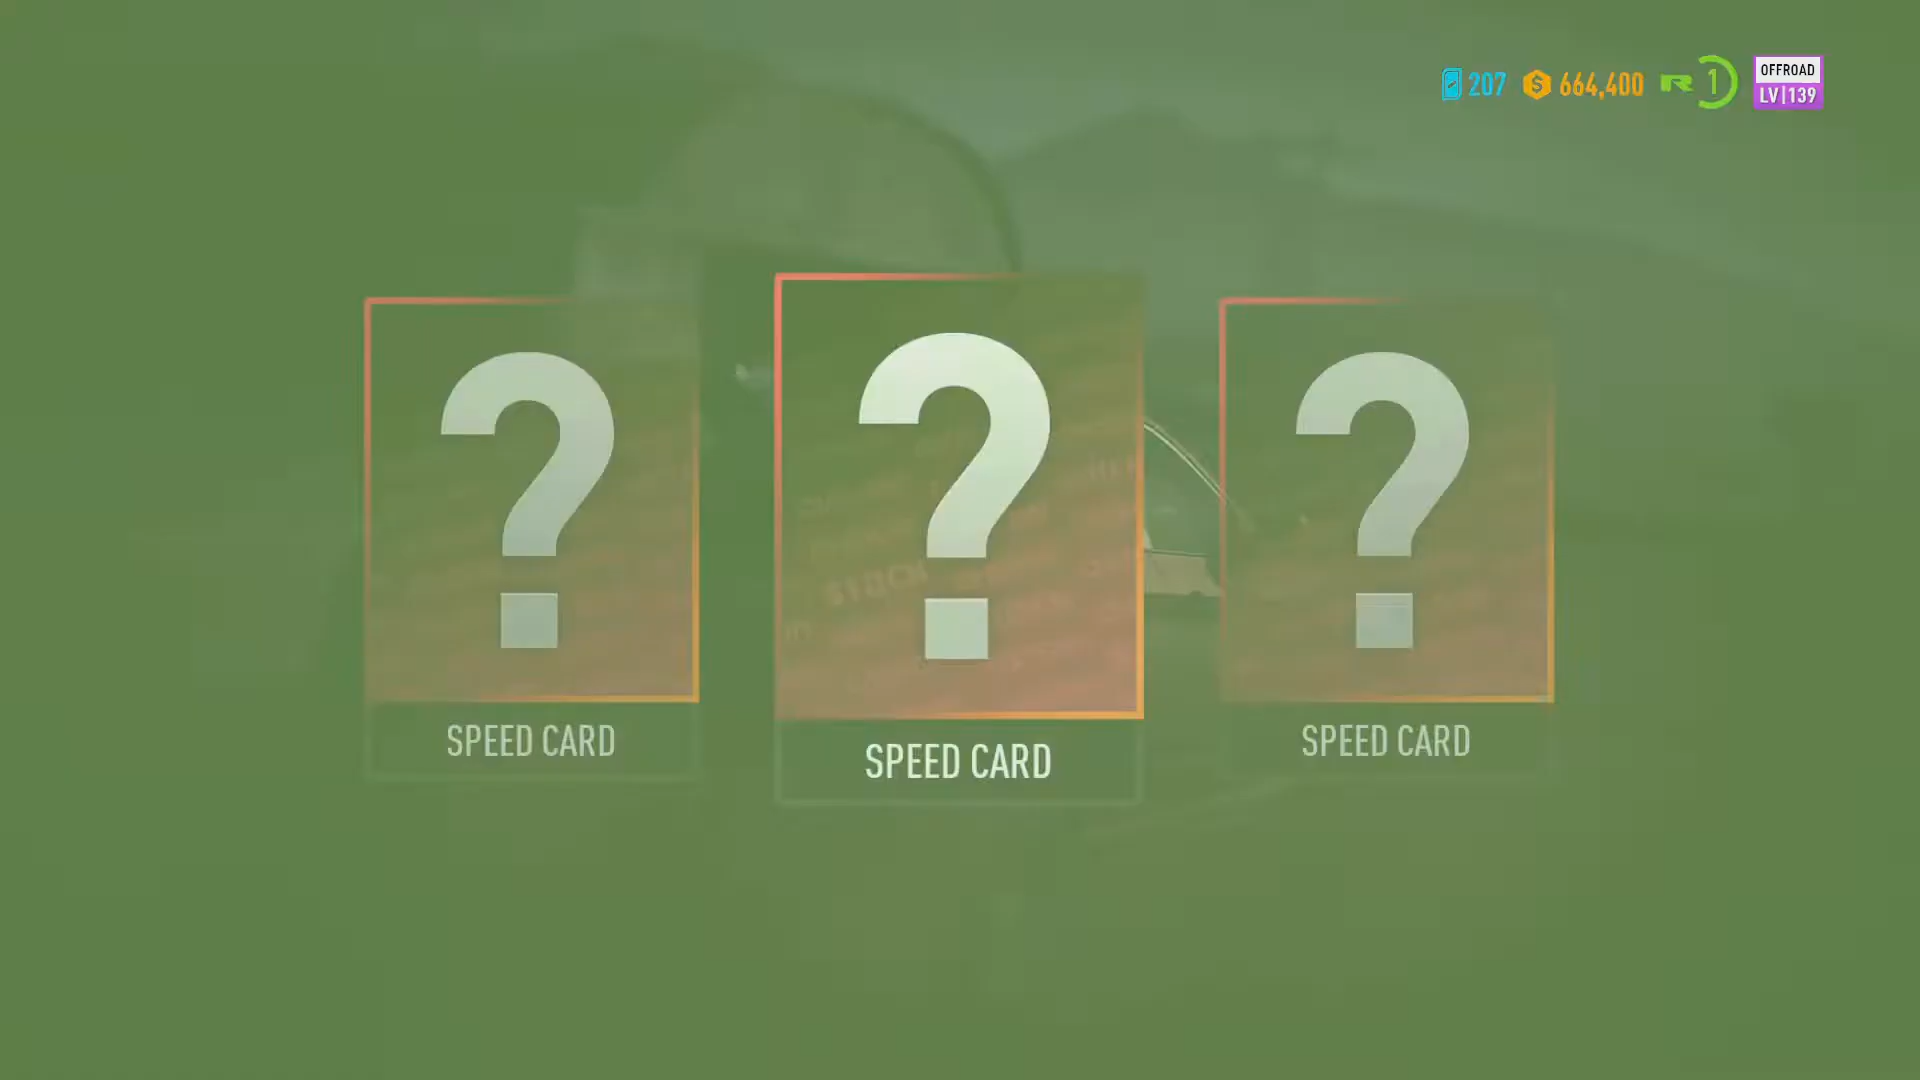 207 664,400 1 OFFROAD
LV|139
?
?
?
SPEED CARD
SPEED CARD
SPEED CARD